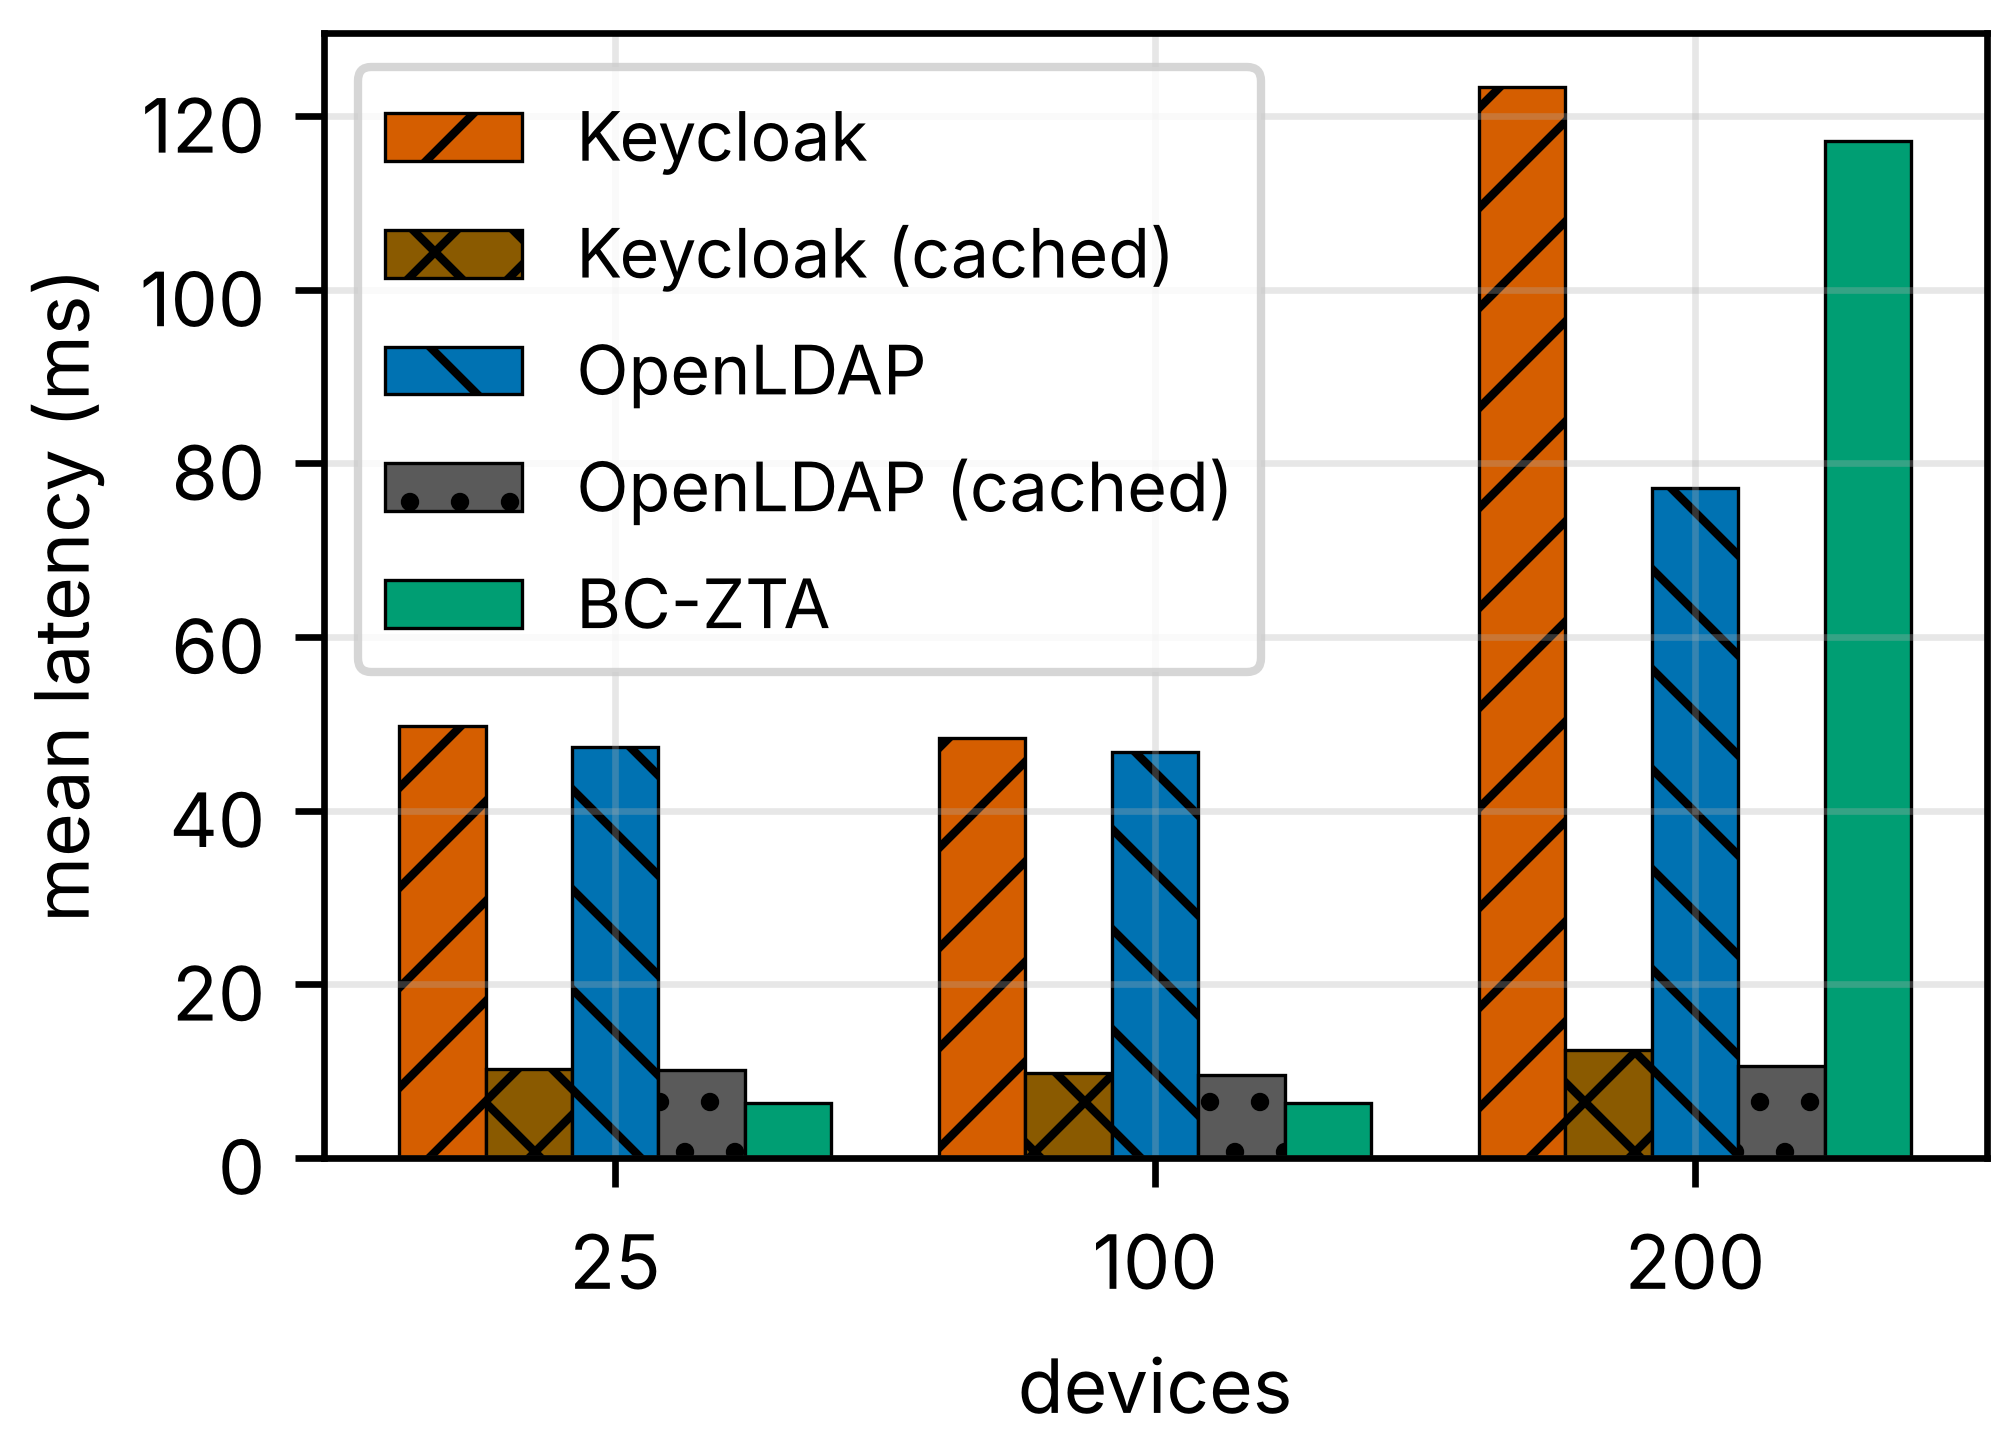 mean latency (ms)
120
100
80
60
40
20
0
Keycloak
Keycloak (cached)
OpenLDAP
OpenLDAP (cached)
BC-ZTA
25 100 200
devices